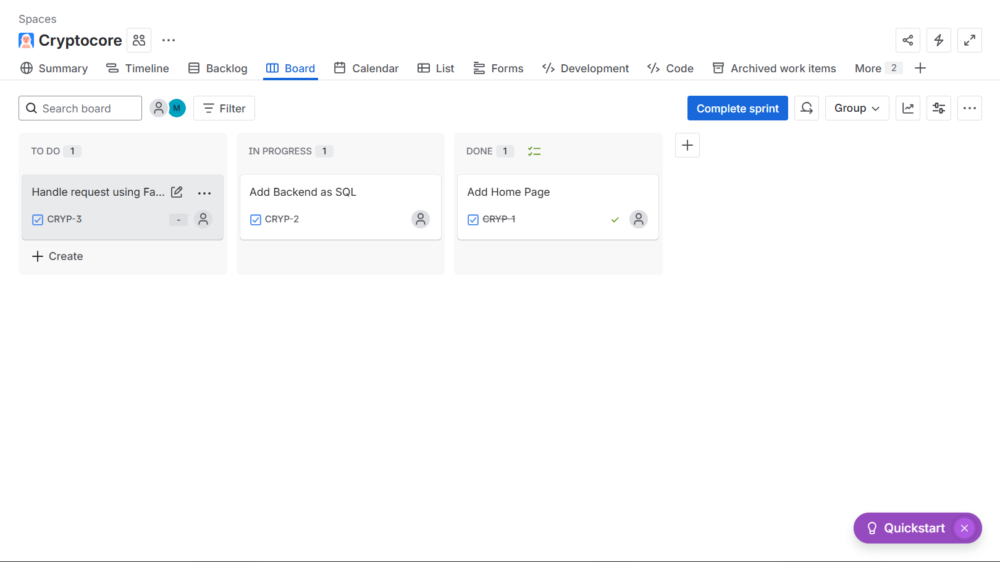 Spaces
Cryptocore
Summary Timeline Backlog Board Calendar List Forms Development Code Archived work items More 2
Search board M Filter Complete sprint Group
TO DO 1 IN PROGRESS 1 DONE 1
Handle request using Fa... Add Backend as SQL Add Home Page
CRYP-3 - CRYP-2 CRYP-1
Create
Quickstart